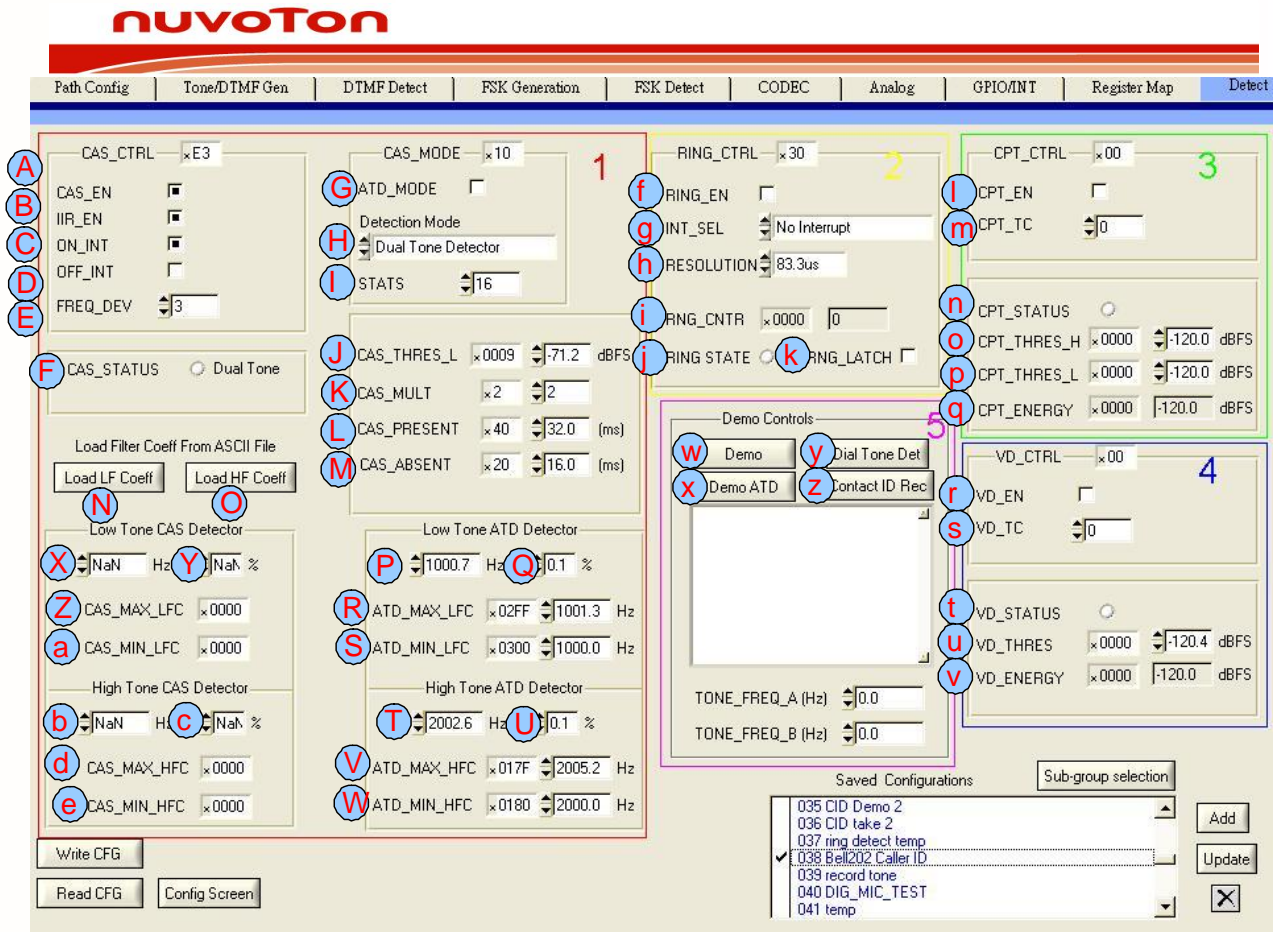 nuvoTon
Path Config Tone/DTMF Gen DTMF Detect FSK Generation FSK Detect CODEC Analog GPIO/INT Register Map Detect
1
A CAS_CTRL xE3
B CAS_EN
C IIR_EN
D ON_INT
E OFF_INT
FREQ_DEV 3
F CAS_STATUS Dual Tone
Load Filter Coeff From ASCII File
Load LF Coeff Load HF Coeff
N O
Low Tone CAS Detector
X NaN Hz Y NaN %
Z CAS_MAX_LFC x0000
a CAS_MIN_LFC x0000
High Tone CAS Detector
b NaN Hz c NaN %
d CAS_MAX_HFC x0000
e CAS_MIN_HFC x0000
CAS_MODE x10
G ATD_MODE
Detection Mode
H Dual Tone Detector
I STATS 16
J CAS_THRES_L x0009 -71.2 dBFS
K CAS_MULT x2 2
L CAS_PRESENT x40 32.0 (ms)
M CAS_ABSENT x20 16.0 (ms)
Low Tone ATD Detector
P 1000.7 Hz Q 0.1 %
R ATD_MAX_LFC x02FF 1001.3 Hz
S ATD_MIN_LFC x0300 1000.0 Hz
High Tone ATD Detector
T 2002.6 Hz U 0.1 %
V ATD_MAX_HFC x017F 2005.2 Hz
W ATD_MIN_HFC x0180 2000.0 Hz
2
RING_CTRL x30
f RING_EN
g INT_SEL No Interrupt
h RESOLUTION 83.3us
i RNG_CNTR x0000 0
j RING STATE k RNG_LATCH
5
Demo Controls
w Demo y Dial Tone Det
x Demo ATD z Contact ID Rec
TONE_FREQ_A (Hz) 0.0
TONE_FREQ_B (Hz) 0.0
3
CPT_CTRL x00
l CPT_EN
m CPT_TC 0
n CPT_STATUS
o CPT_THRES_H x0000 -120.0 dBFS
p CPT_THRES_L x0000 -120.0 dBFS
q CPT_ENERGY x0000 -120.0 dBFS
4
VD_CTRL x00
r VD_EN
s VD_TC 0
t VD_STATUS
u VD_THRES x0000 -120.4 dBFS
v VD_ENERGY x0000 -120.0 dBFS
Saved Configurations Sub-group selection
035 CID Demo 2
036 CID take 2
037 ring detect temp
038 Bell202 Caller ID
039 record tone
040 DIG_MIC_TEST
041 temp
Add
Update
X
Write CFG
Read CFG Config Screen